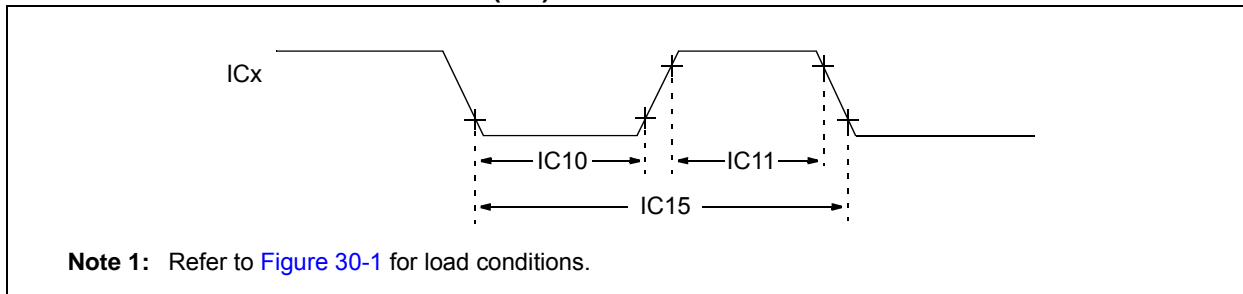 ICx
IC10
IC11
IC15
Note 1: Refer to Figure 30-1 for load conditions.